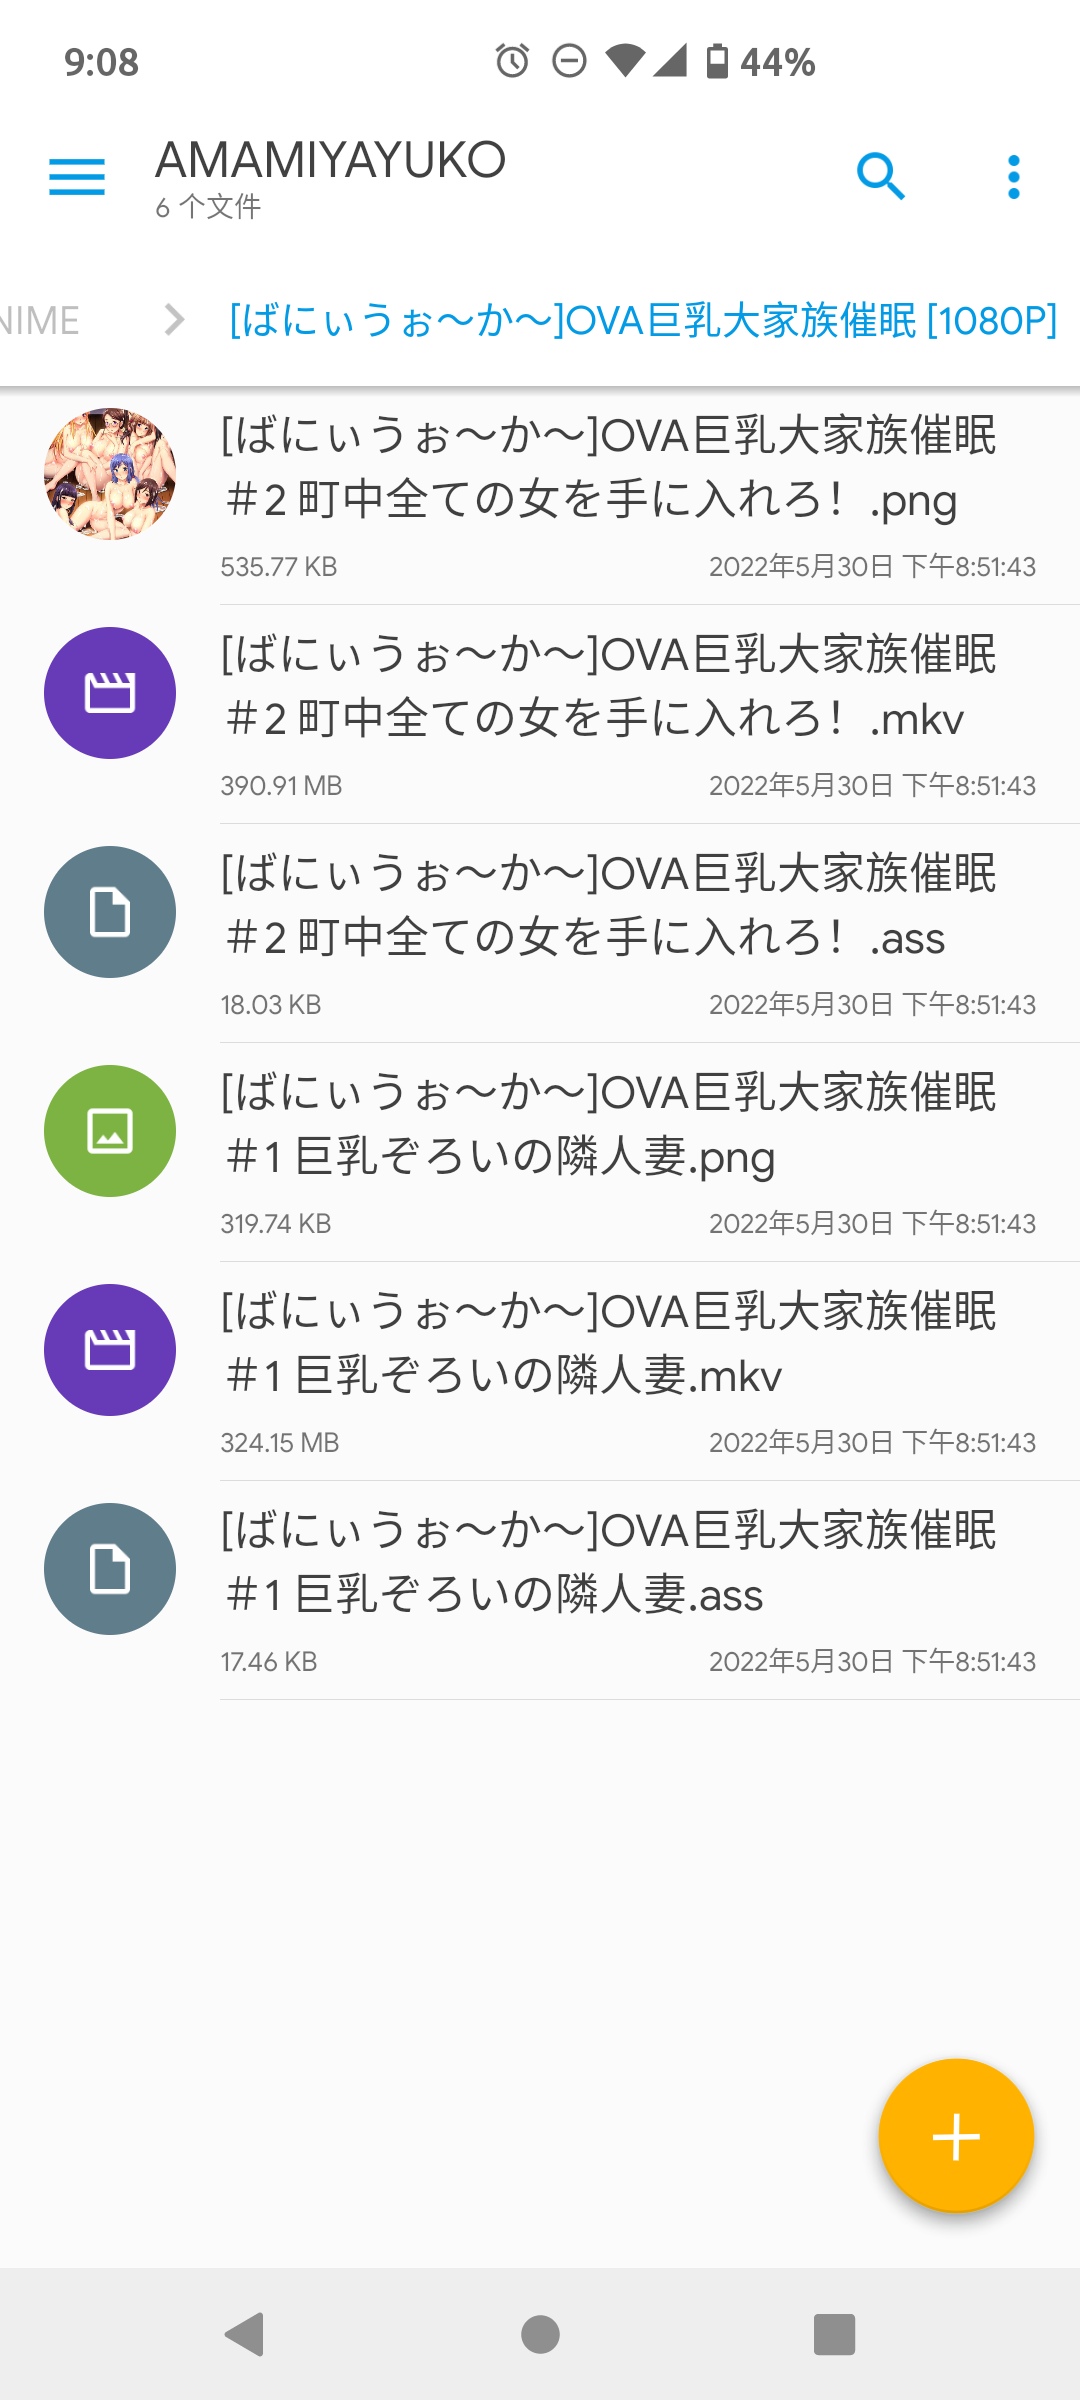 9:08
44%
AMAMIYAYUKO
6 个文件
NIME
[ばにぃうぉ〜か〜]OVA巨乳大家族催眠 [1080P]
[ばにぃうぉ〜か〜]OVA巨乳大家族催眠
＃2 町中全ての女を手に入れろ！.png
535.77 KB
2022年5月30日 下午8:51:43
[ばにぃうぉ〜か〜]OVA巨乳大家族催眠
＃2 町中全ての女を手に入れろ！.mkv
390.91 MB
2022年5月30日 下午8:51:43
[ばにぃうぉ〜か〜]OVA巨乳大家族催眠
＃2 町中全ての女を手に入れろ！.ass
18.03 KB
2022年5月30日 下午8:51:43
[ばにぃうぉ〜か〜]OVA巨乳大家族催眠
＃1 巨乳ぞろいの隣人妻.png
319.74 KB
2022年5月30日 下午8:51:43
[ばにぃうぉ〜か〜]OVA巨乳大家族催眠
＃1 巨乳ぞろいの隣人妻.mkv
324.15 MB
2022年5月30日 下午8:51:43
[ばにぃうぉ〜か〜]OVA巨乳大家族催眠
＃1 巨乳ぞろいの隣人妻.ass
17.46 KB
2022年5月30日 下午8:51:43